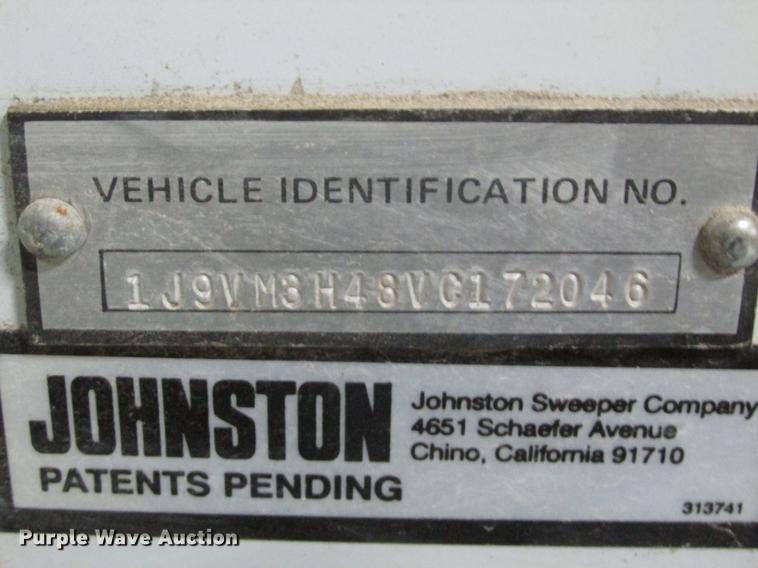 VEHICLE IDENTIFICATION NO.
1J9VM3H48VC172046
JOHNSTON
PATENTS PENDING
Johnston Sweeper Company
4651 Schaefer Avenue
Chino, California 91710
313741
Purple Wave Auction